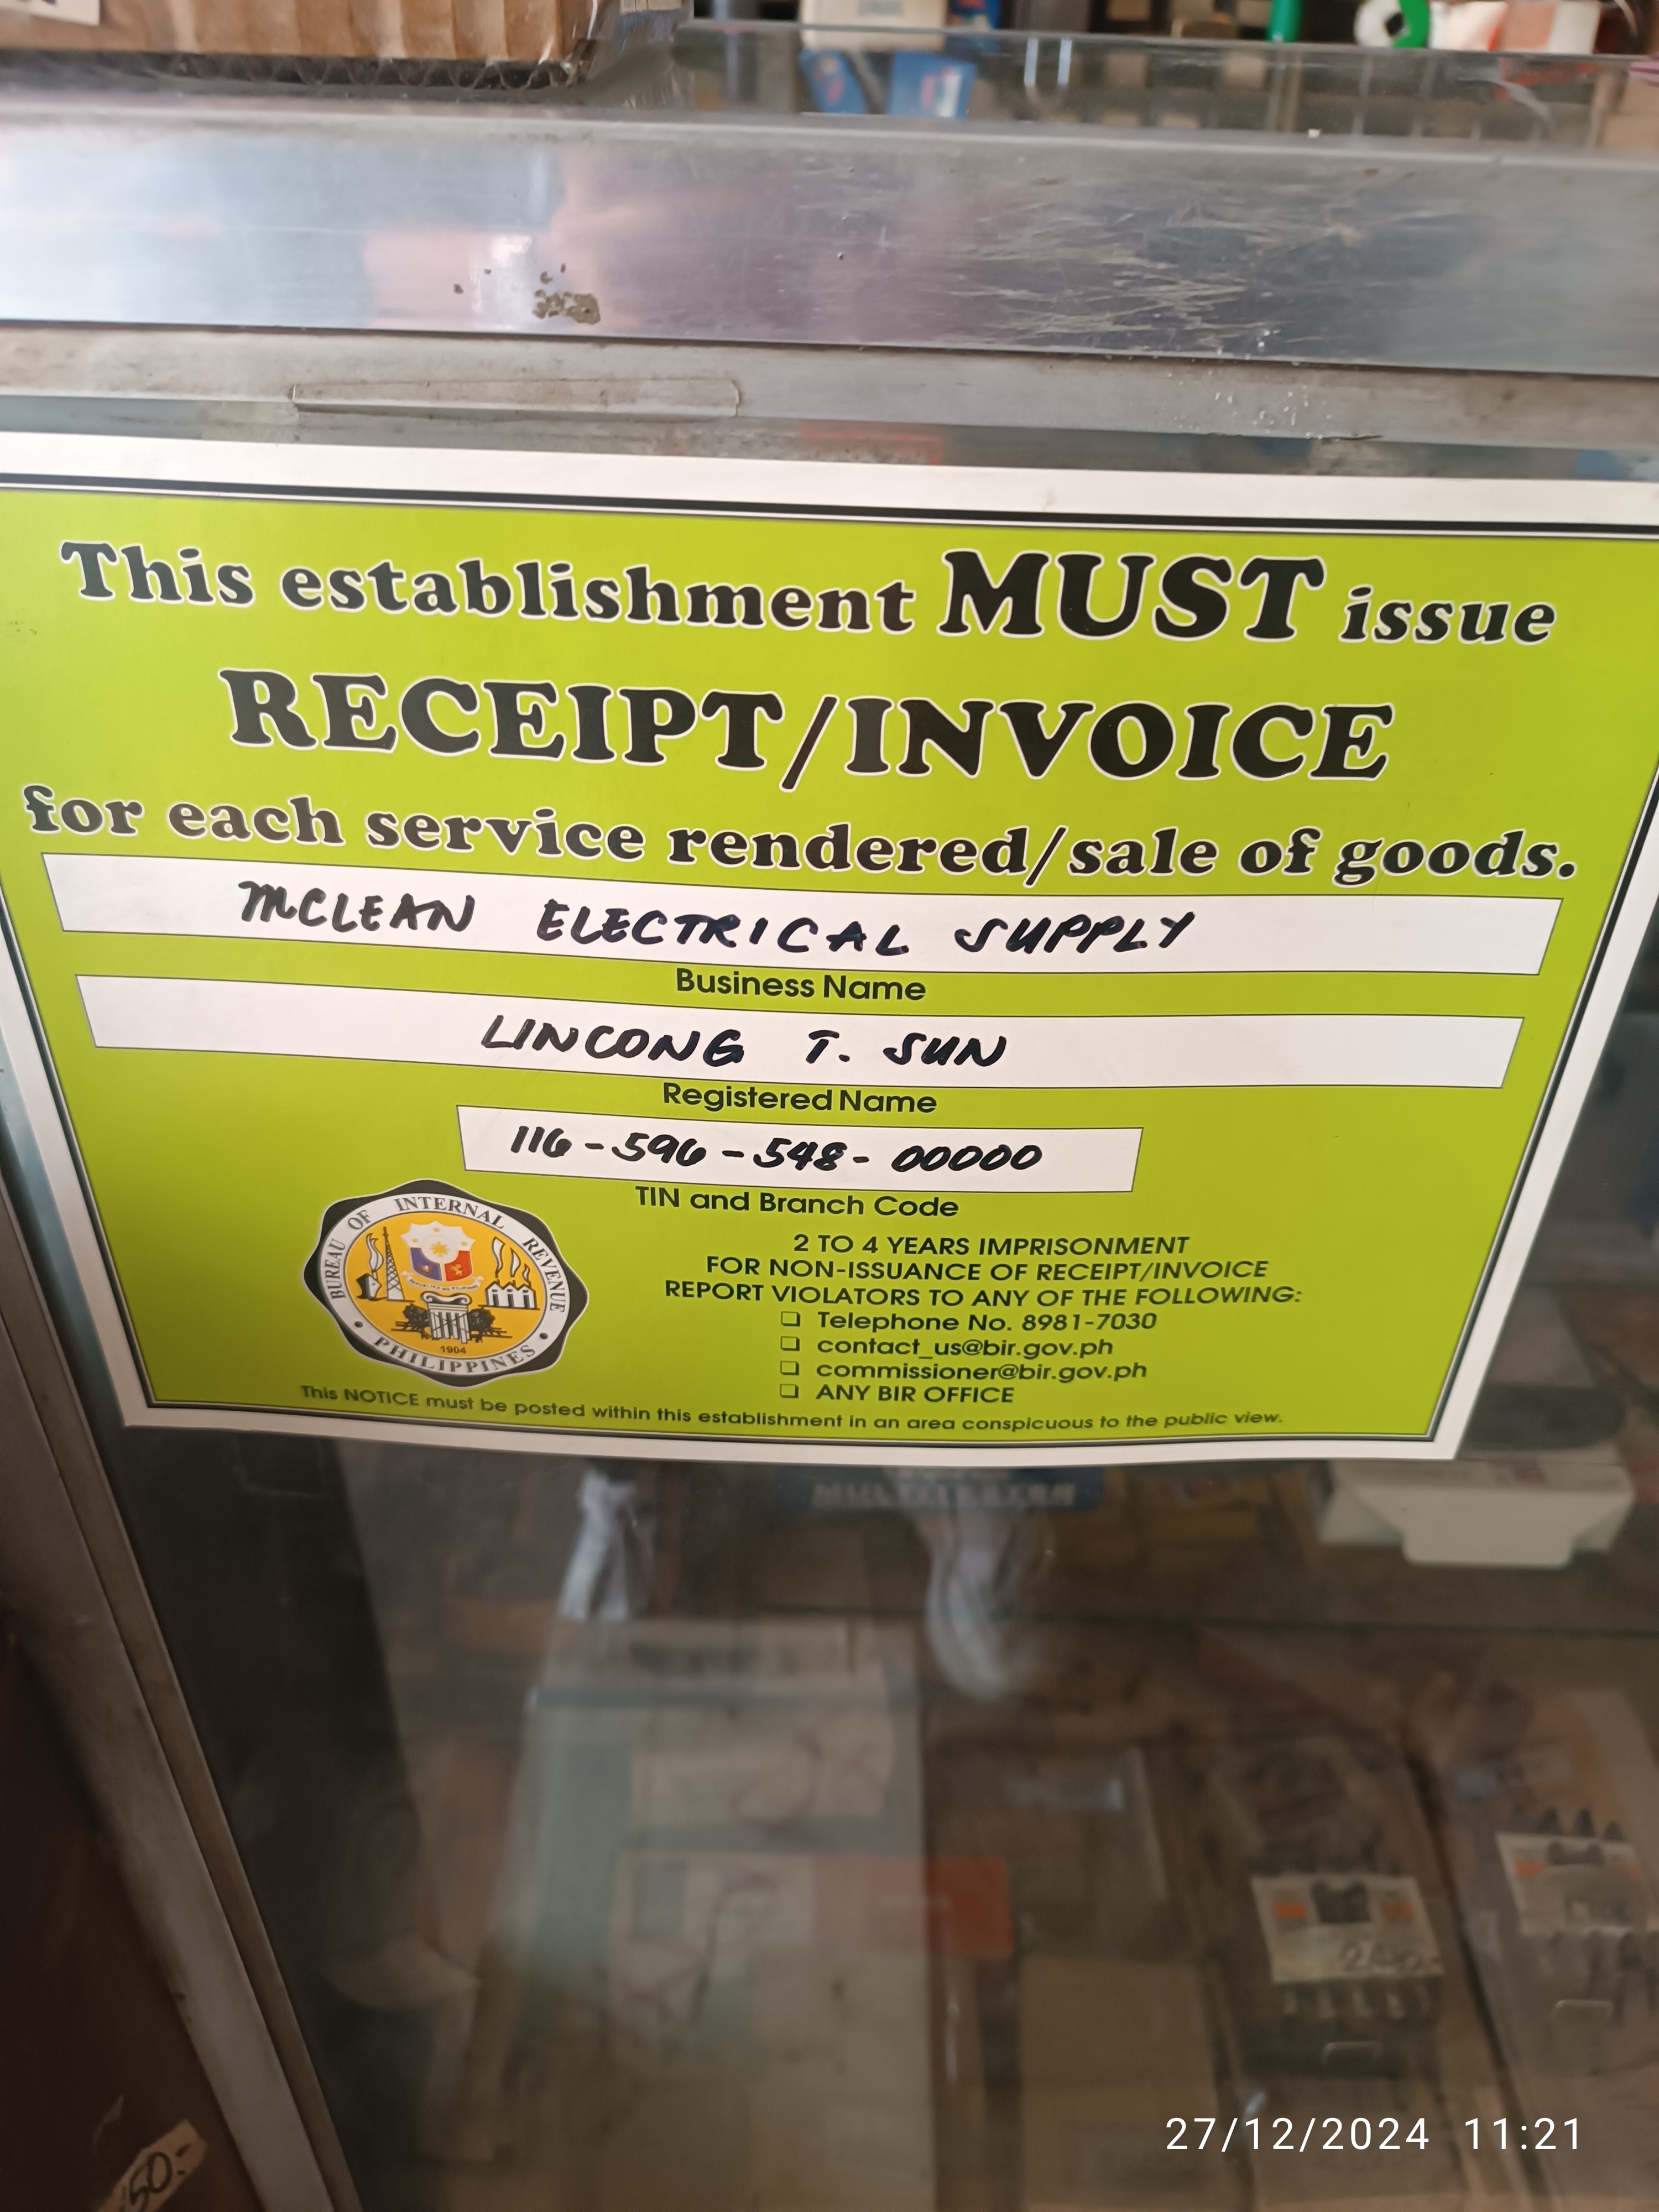 This establishment MUST issue
RECEIPT/INVOICE
for each service rendered/sale of goods.
MCLEAN ELECTRICAL SUPPLY
Business Name
LINCONG T. SUN
Registered Name
116-596-548-00000
TIN and Branch Code
BUREAU OF INTERNAL REVENUE
1904
PHILIPPINES
2 TO 4 YEARS IMPRISONMENT
FOR NON-ISSUANCE OF RECEIPT/INVOICE
REPORT VIOLATORS TO ANY OF THE FOLLOWING:
❏ Telephone No. 8981-7030
❏ contact_us@bir.gov.ph
❏ commissioner@bir.gov.ph
❏ ANY BIR OFFICE
This NOTICE must be posted within this establishment in an area conspicuous to the public view.
27/12/2024 11:21